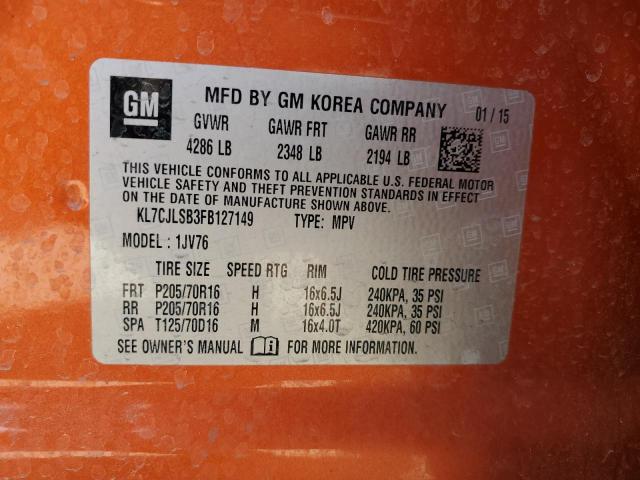 GM MFD BY GM KOREA COMPANY 01 / 15
GVWR GAWR FRT GAWR RR
4286 LB 2348 LB 2194 LB
THIS VEHICLE CONFORMS TO ALL APPLICABLE U.S. FEDERAL MOTOR
VEHICLE SAFETY AND THEFT PREVENTION STANDARDS IN EFFECT
ON THE DATE OF MANUFACTURE SHOWN ABOVE.
KL7CJLSB3FB127149 TYPE: MPV
MODEL : 1JV76
TIRE SIZE SPEED RTG RIM COLD TIRE PRESSURE
FRT P205/70R16 H 16x6.5J 240KPA, 35 PSI
RR P205/70R16 H 16x6.5J 240KPA, 35 PSI
SPA T125/70D16 M 16x4.0T 420KPA, 60 PSI
SEE OWNER'S MANUAL FOR MORE INFORMATION.